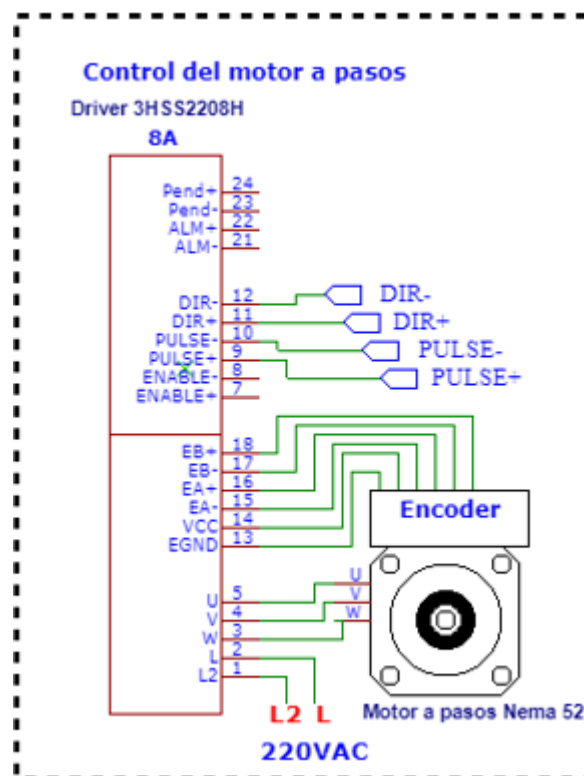 Control del motor a pasos
Driver 3HSS2208H
8A
Pend+ 24
Pend- 23
ALM+ 22
ALM- 21
DIR- 12 DIR-
DIR+ 11 DIR+
PULSE- 10 PULSE-
PULSE+ 9 PULSE+
ENABLE- 8
ENABLE+ 7
EB+ 18
EB- 17
EA+ 16
EA- 15
VCC 14
EGND 13
Encoder
U 5 U
V 4 V
W 3 W
L 2
L2 1
L2 L
Motor a pasos Nema 52
220VAC